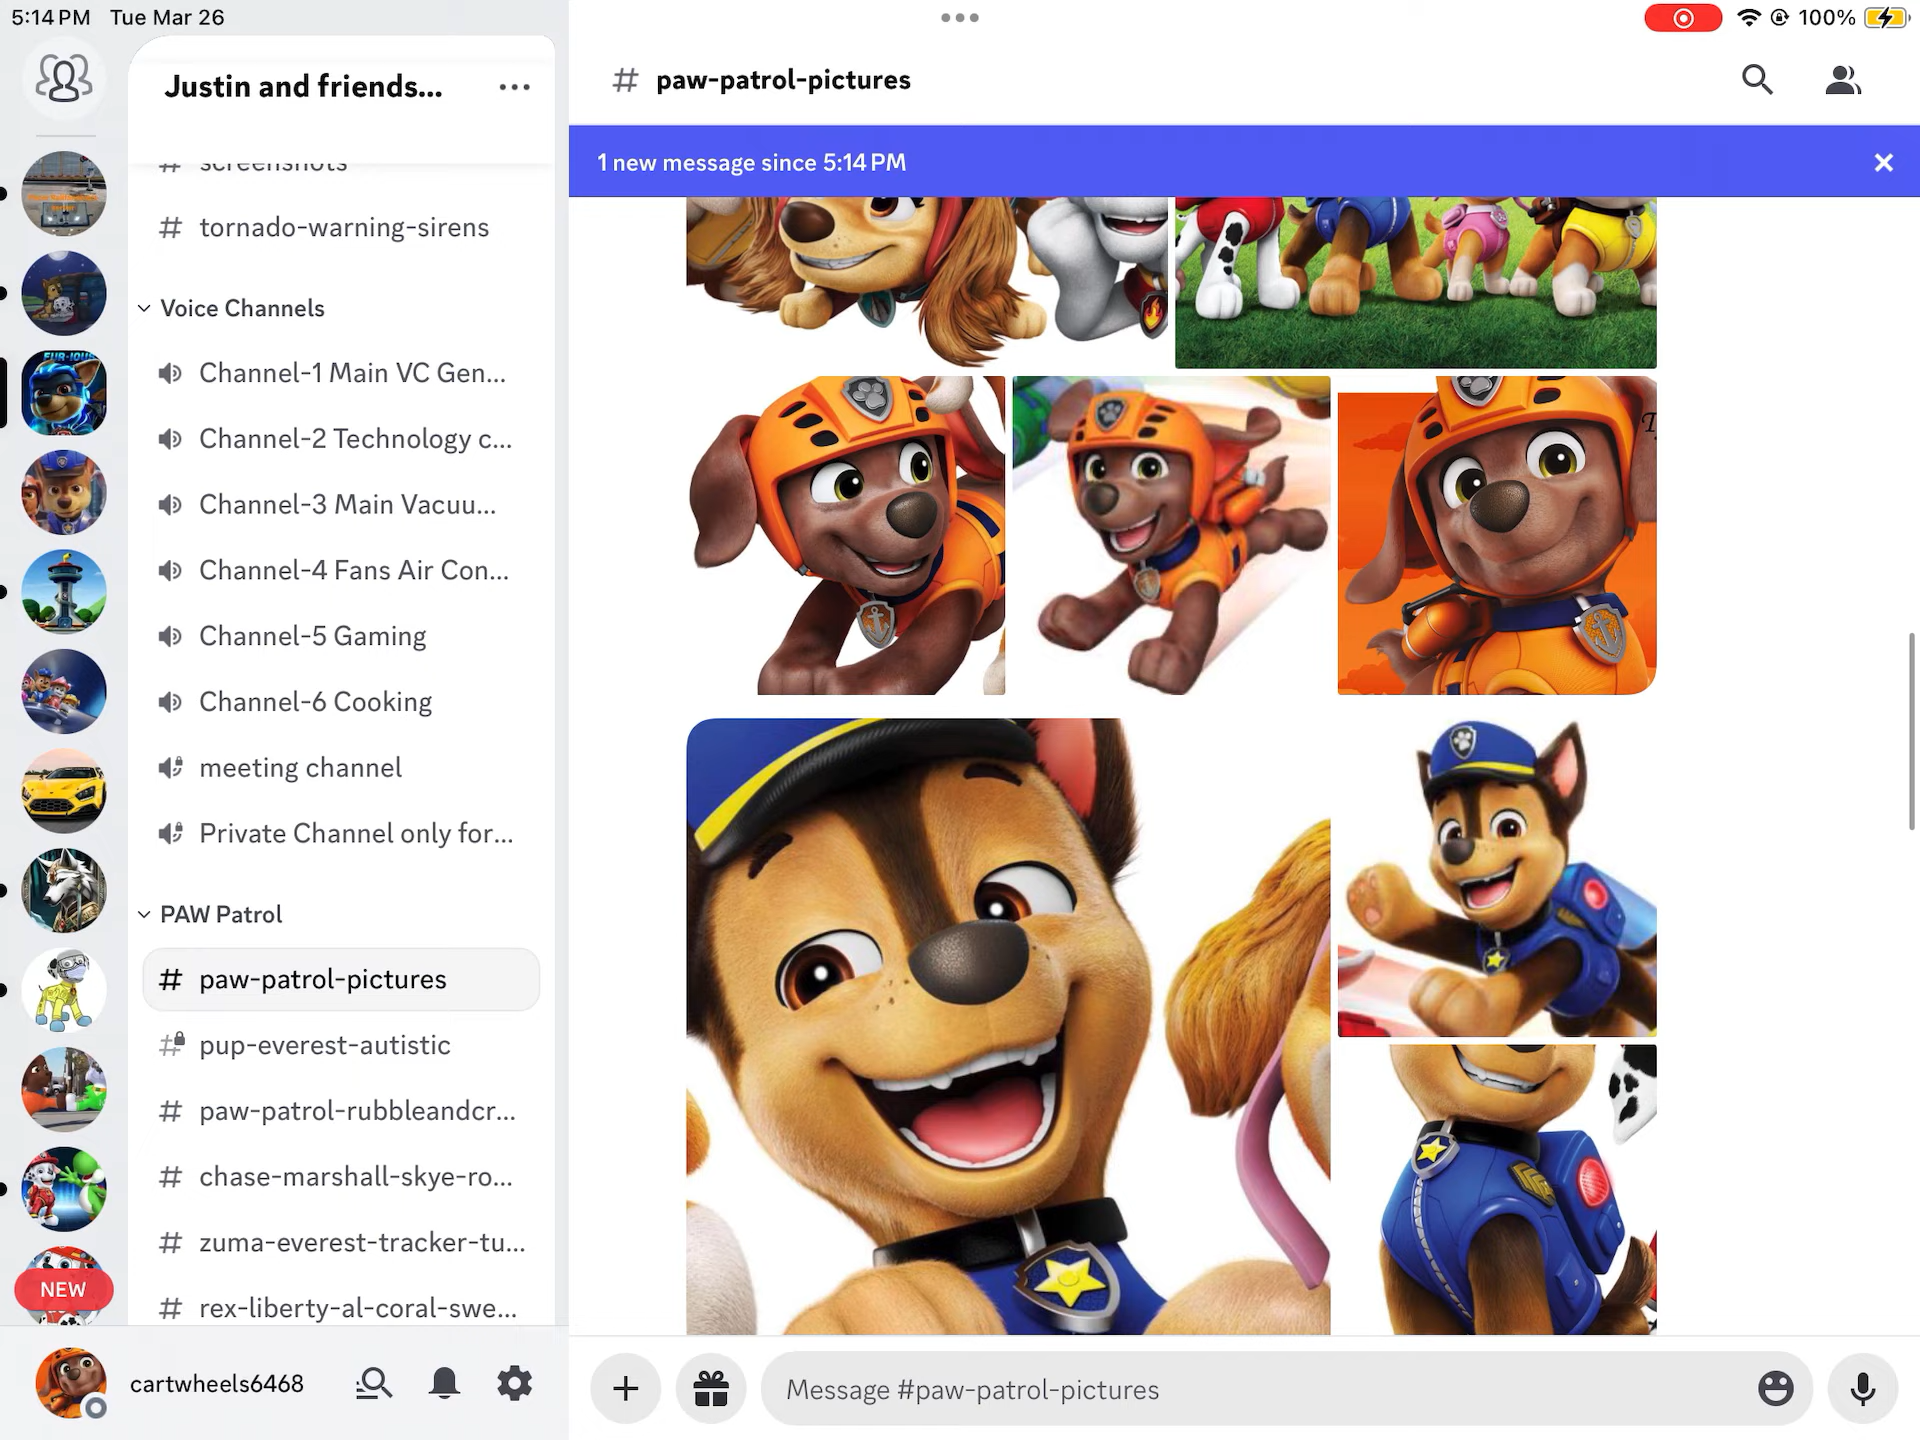 5:14 PM Tue Mar 26
100%
Justin and friends...
screenshots
tornado-warning-sirens
Voice Channels
Channel-1 Main VC Gen...
Channel-2 Technology c...
Channel-3 Main Vacuu...
Channel-4 Fans Air Con...
Channel-5 Gaming
Channel-6 Cooking
meeting channel
Private Channel only for...
PAW Patrol
# paw-patrol-pictures
pup-everest-autistic
# paw-patrol-rubbleandcr...
# chase-marshall-skye-ro...
# zuma-everest-tracker-tu...
# rex-liberty-al-coral-swe...
NEW
cartwheels6468
# paw-patrol-pictures
1 new message since 5:14 PM
Message #paw-patrol-pictures